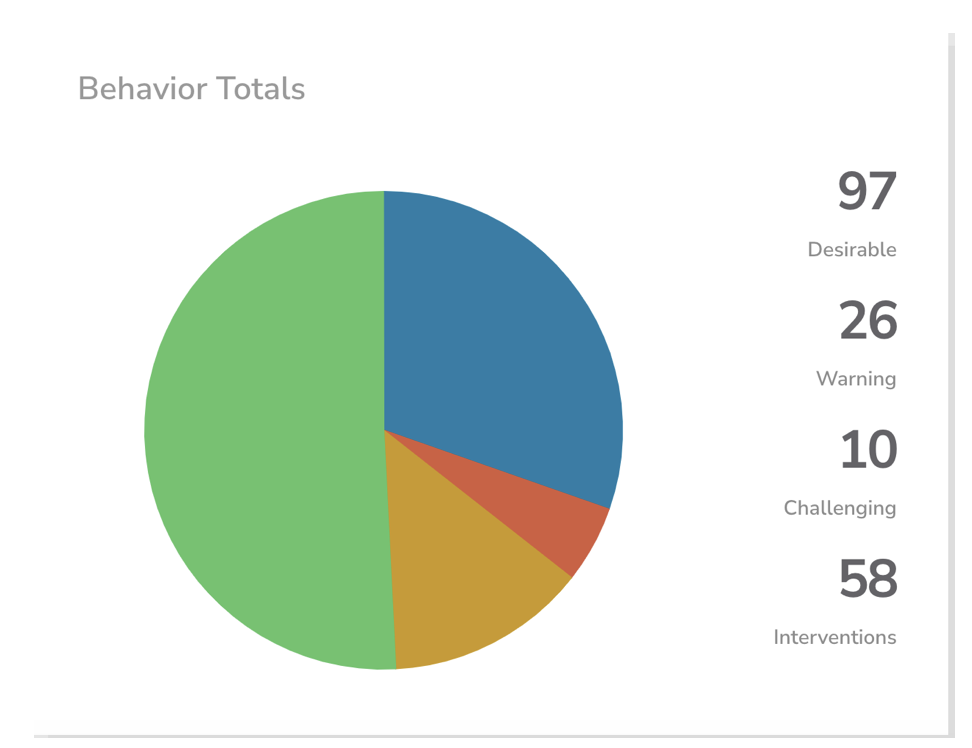 Behavior Totals
97
Desirable
26
Warning
10
Challenging
58
Interventions